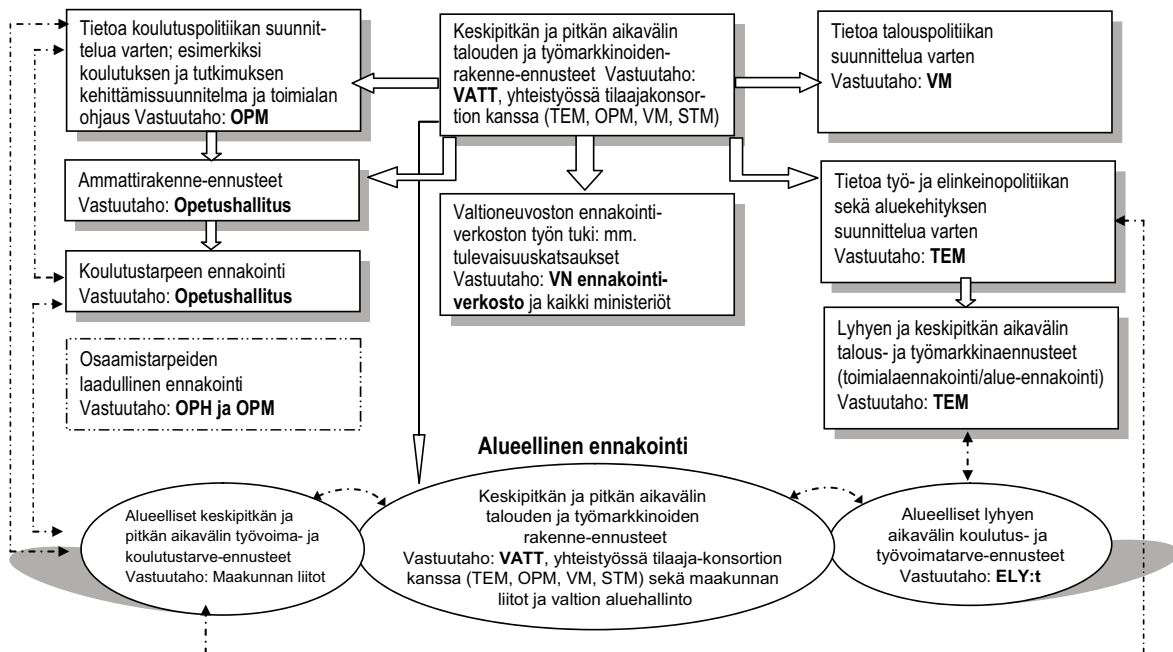 Tietoa koulutuspolitiikan suunnit-
telua varten; esimerkiksi
koulutuksen ja tutkimuksen
kehittämissuunnitelma ja toimialan
ohjaus Vastuutaho: OPM
Keskipitkän ja pitkän aikavälin
talouden ja työmarkkinoiden-
rakenne-ennusteet Vastuutaho:
VATT, yhteistyössä tilaajakonsor-
tion kanssa (TEM, OPM, VM, STM)
Tietoa talouspolitiikan
suunnittelua varten
Vastuutaho: VM
Ammattirakenne-ennusteet
Vastuutaho: Opetushallitus
Valtioneuvoston ennakointi-
verkoston työn tuki: mm.
tulevaisuuskatsaukset
Vastuutaho: VN ennakointi-
verkosto ja kaikki ministeriöt
Tietoa työ- ja elinkeinopolitiikan
sekä aluekehityksen
suunnittelua varten
Vastuutaho: TEM
Koulutustarpeen ennakointi
Vastuutaho: Opetushallitus
Lyhyen ja keskipitkän aikavälin
talous- ja työmarkkinaennusteet
(toimialaennakointi/alue-ennakointi)
Vastuutaho: TEM
Osaamistarpeiden
laadullinen ennakointi
Vastuutaho: OPH ja OPM
Alueellinen ennakointi
Alueelliset keskipitkän ja
pitkän aikavälin työvoima- ja
koulutustarve-ennusteet
Vastuutaho: Maakunnan liitot
Keskipitkän ja pitkän aikavälin
talouden ja työmarkkinoiden
rakenne-ennusteet
Vastuutaho: VATT, yhteistyössä tilaaja-konsortion
kanssa (TEM, OPM, VM, STM) sekä maakunnan
liitot ja valtion aluehallinto
Alueelliset lyhyen
aikavälin koulutus- ja
työvoimatarve-ennusteet
Vastuutaho: ELY:t